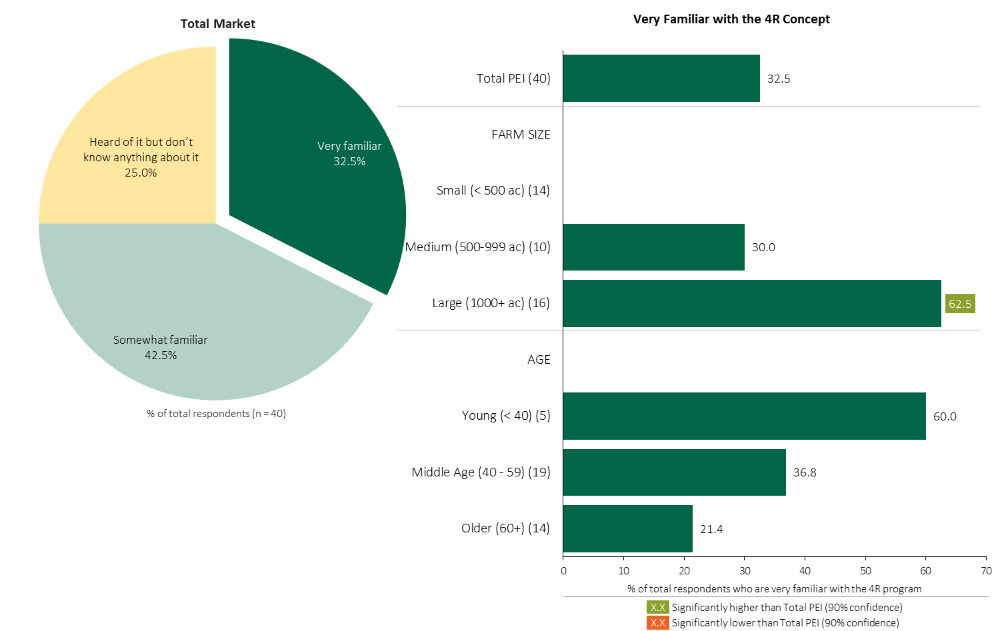 Total Market
Heard of it but don’t
know anything about it
25.0%
Very familiar
32.5%
Somewhat familiar
42.5%
% of total respondents (n = 40)
Very Familiar with the 4R Concept
Total PEI (40)
32.5
FARM SIZE
Small (< 500 ac) (14)
Medium (500-999 ac) (10)
30.0
Large (1000+ ac) (16)
62.5
AGE
Young (< 40) (5)
60.0
Middle Age (40 - 59) (19)
36.8
Older (60+) (14)
21.4
0 10 20 30 40 50 60 70
% of total respondents who are very familiar with the 4R program
X.X Significantly higher than Total PEI (90% confidence)
X.X Significantly lower than Total PEI (90% confidence)